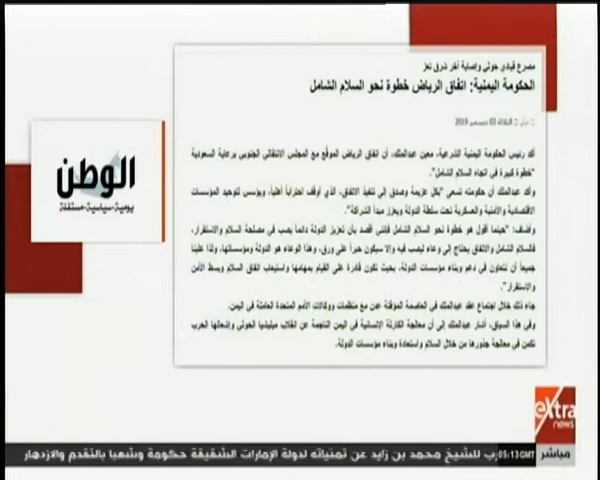 مصرع قيادي حوثي وإصابة آخر شرق تعز
الحكومة اليمنية: اتفاق الرياض خطوة نحو السلام الشامل
الثلاثاء 03 ديسمبر 2019
أكد رئيس الحكومة اليمنية الشرعية، معين عبدالملك، أن اتفاق الرياض الموقّع مع المجلس الانتقالي الجنوبي برعاية السعودية
"خطوة كبيرة في اتجاه السلام الشامل".
وأكد عبدالملك أن حكومته تسعى "بكل عزيمة وصدق إلى تنفيذ الاتفاق، الذي أوقف احتراباً أهلياً، ويؤسس لتوحيد المؤسسات
الاقتصادية والأمنية والعسكرية تحت سلطة الدولة ويعزز مبدأ الشراكة".
وأضاف: "حينما أقول هو خطوة نحو السلام الشامل فإنني أقصد بأن تعزيز الدولة دائماً يصب في مصلحة السلام والاستقرار،
فالسلام الشامل والاتفاق يحتاج إلى وعاء ليصب فيه وإلا سيكون حبراً على ورق، وهذا الوعاء هو الدولة ومؤسساتها، ولذا علينا
جميعاً أن نتعاون في دعم وبناء مؤسسات الدولة، بحيث تكون قادرة على القيام بمهامها واستيعاب اتفاق السلام وبسط الأمن
والاستقرار".
جاء ذلك خلال اجتماع عقد عبدالملك في العاصمة المؤقتة عدن مع منظمات ووكالات الأمم المتحدة العاملة في اليمن.
وفي هذا السياق، أشار عبدالملك إلى أن معالجة الكارثة الإنسانية في اليمن الناجمة عن انقلاب ميليشيا الحوثي وإشعالها الحرب
تكمن في معالجة جذورها من خلال السلام واستعادة وبناء مؤسسات الدولة.
الوطن
يومية-سياسية-مستقلة
eXtra
news
مباشر
05:13GMT
رب للشيخ محمد بن زايد عن تمنياته لدولة الإمارات الشقيقة حكومة وشعبا بالتقدم والازدهار